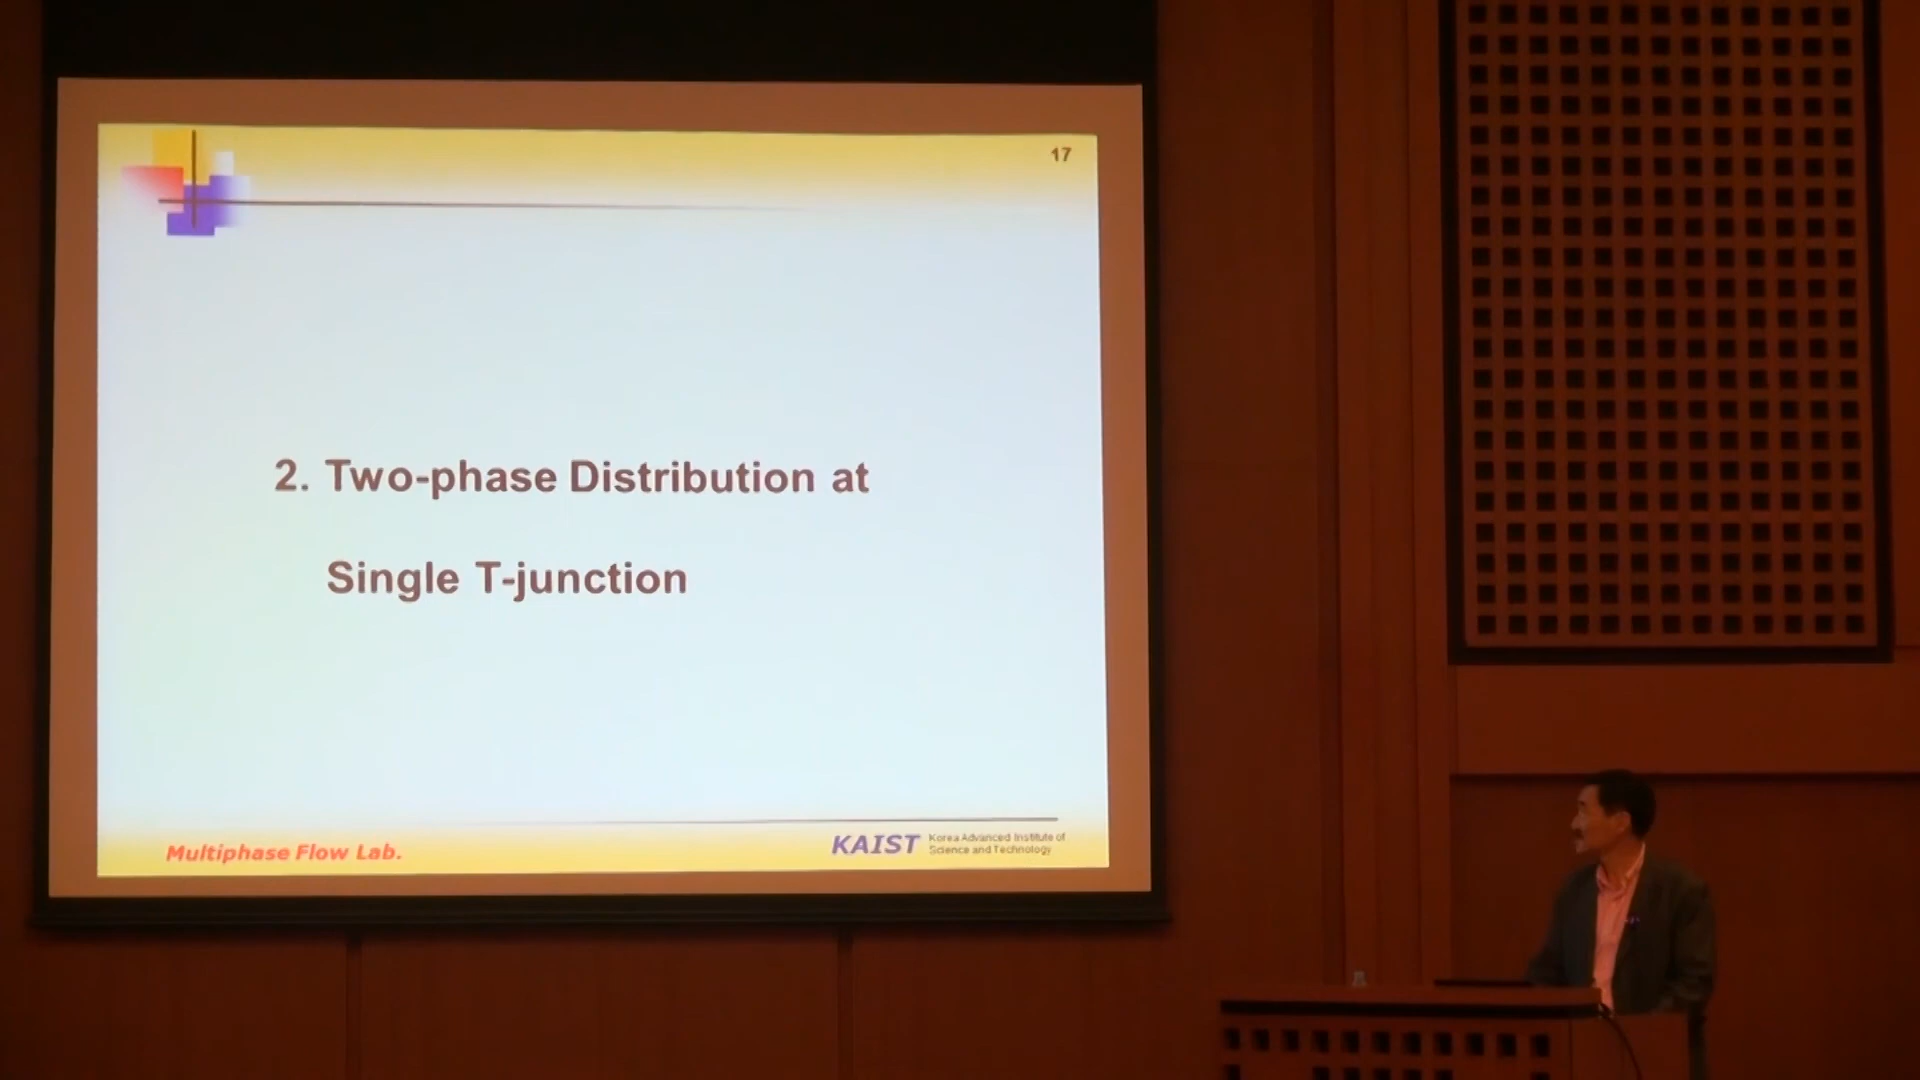 17
2. Two-phase Distribution at
Single T-junction
Multiphase Flow Lab.
KAIST
Korea Advanced Institute of
Science and Technology